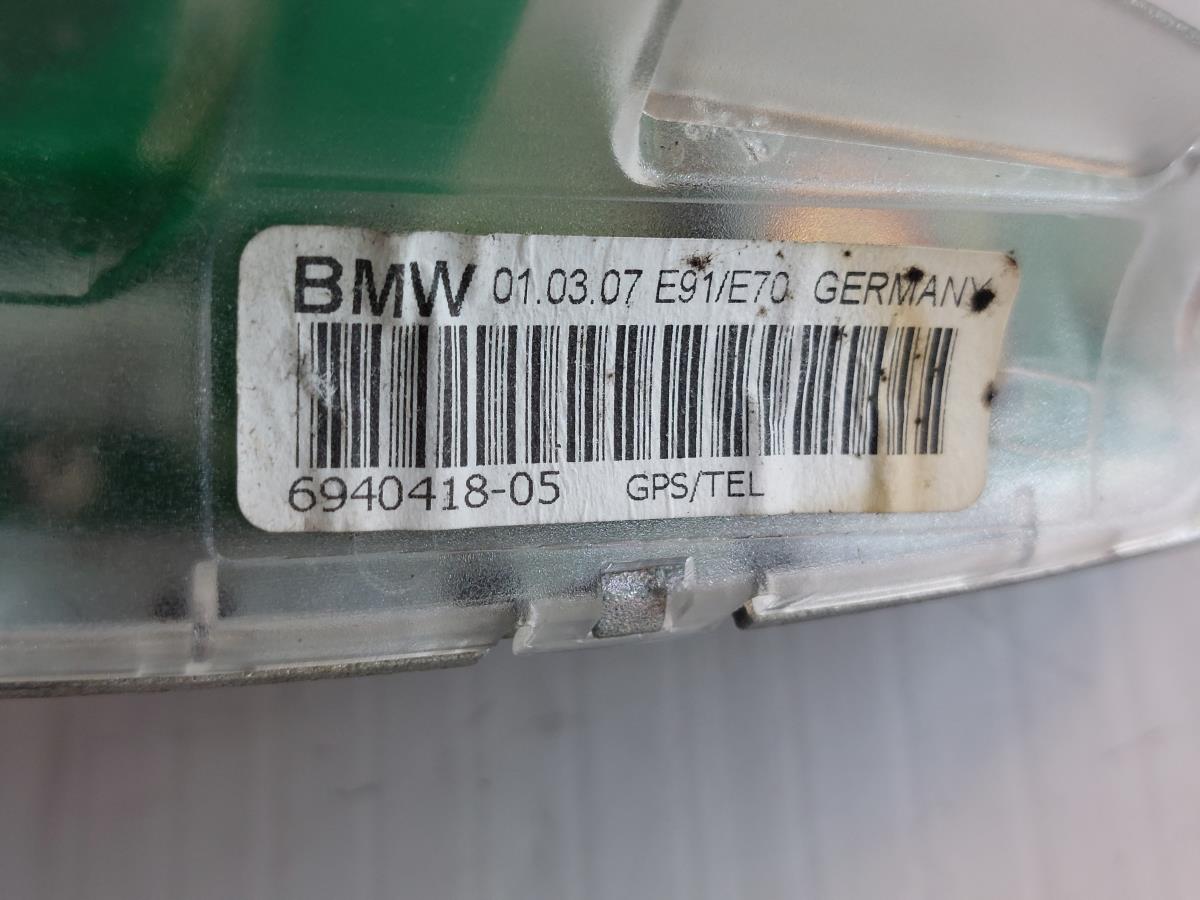 BMW 01.03.07 E91/E70 GERMANY
6940418-05 GPS/TEL